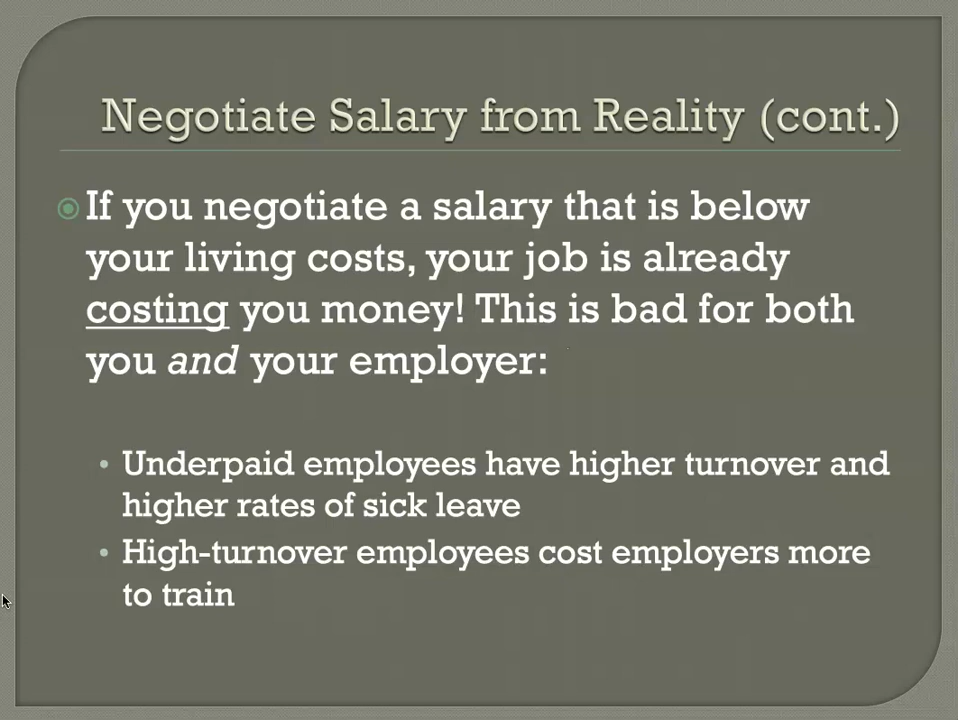 Negotiate Salary from Reality (cont.)
If you negotiate a salary that is below
your living costs, your job is already
costing you money! This is bad for both
you and your employer:
• Underpaid employees have higher turnover and
higher rates of sick leave
• High-turnover employees cost employers more
to train